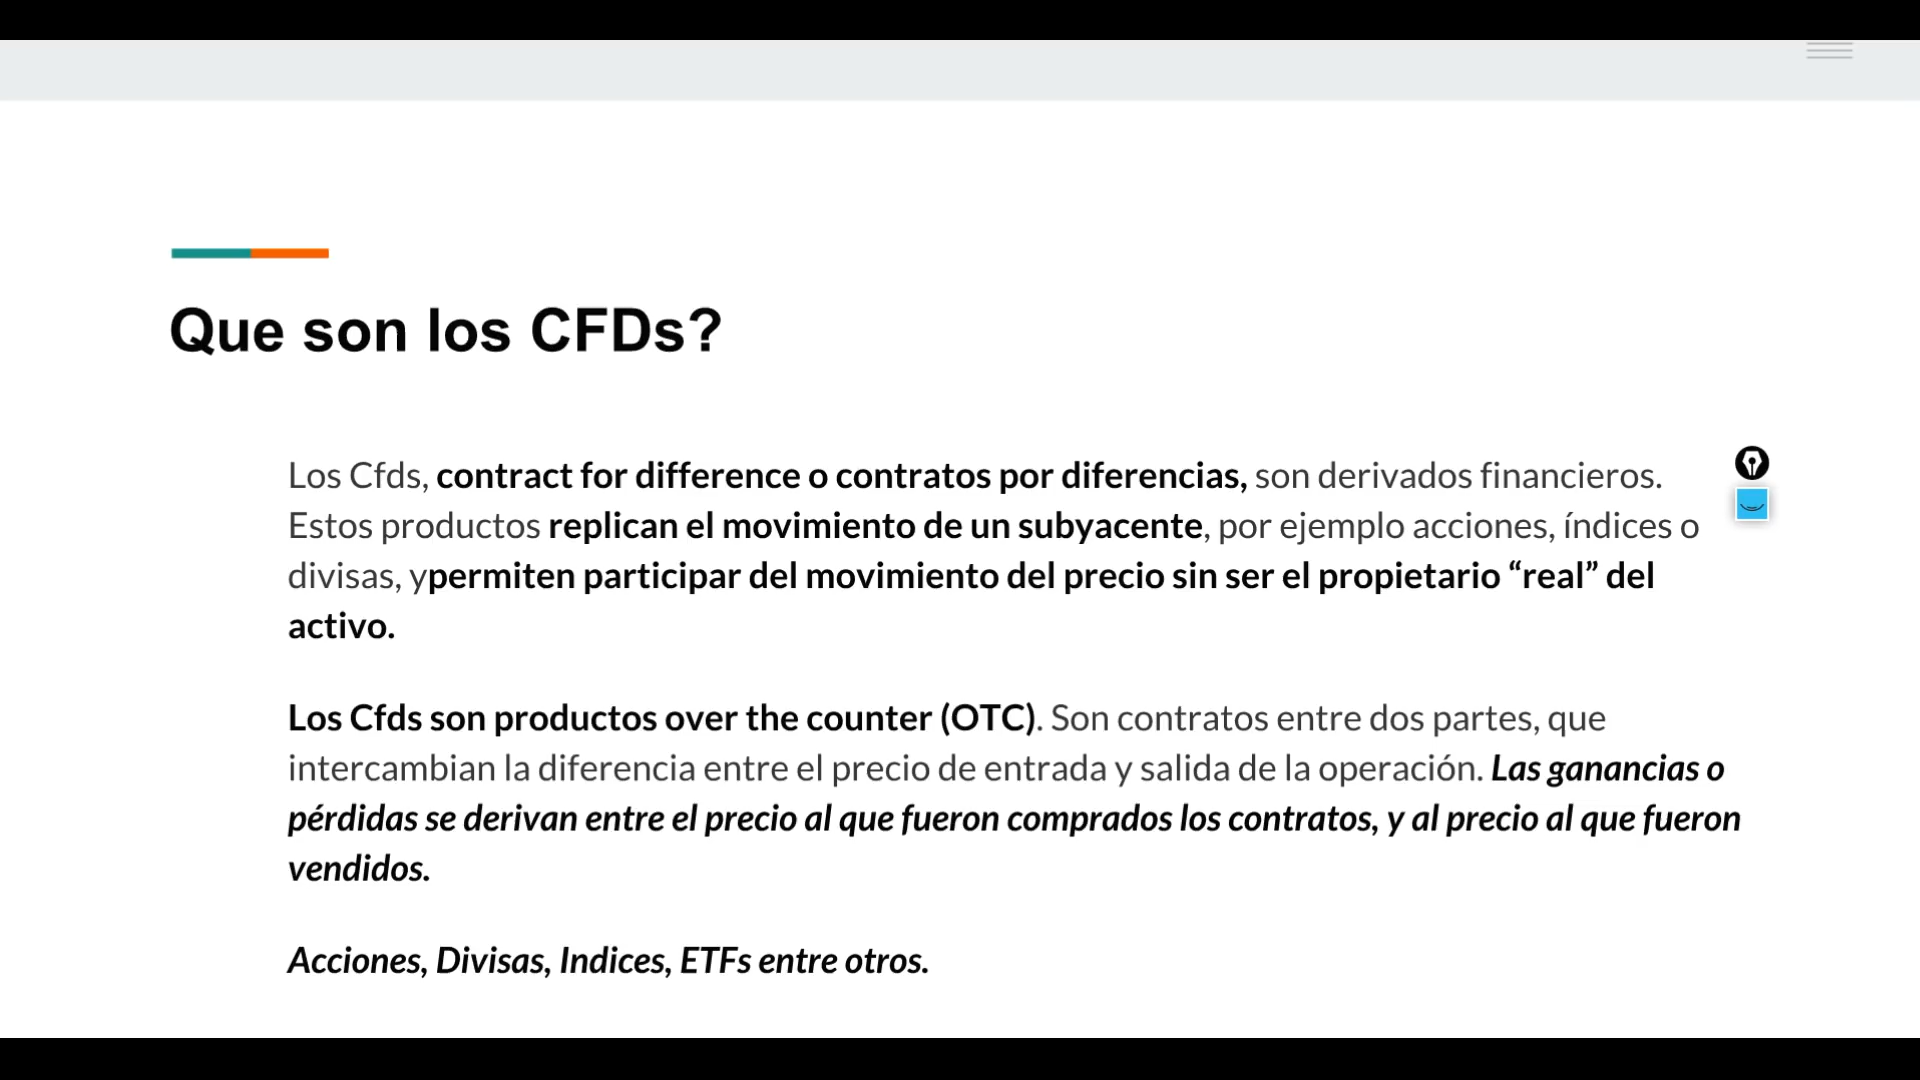 Que son los CFDs?
Los Cfds, contract for difference o contratos por diferencias, son derivados financieros.
Estos productos replican el movimiento de un subyacente, por ejemplo acciones, índices o
divisas, ypermiten participar del movimiento del precio sin ser el propietario “real” del
activo.
Los Cfds son productos over the counter (OTC). Son contratos entre dos partes, que
intercambian la diferencia entre el precio de entrada y salida de la operación. Las ganancias o
pérdidas se derivan entre el precio al que fueron comprados los contratos, y al precio al que fueron
vendidos.
Acciones, Divisas, Indices, ETFs entre otros.